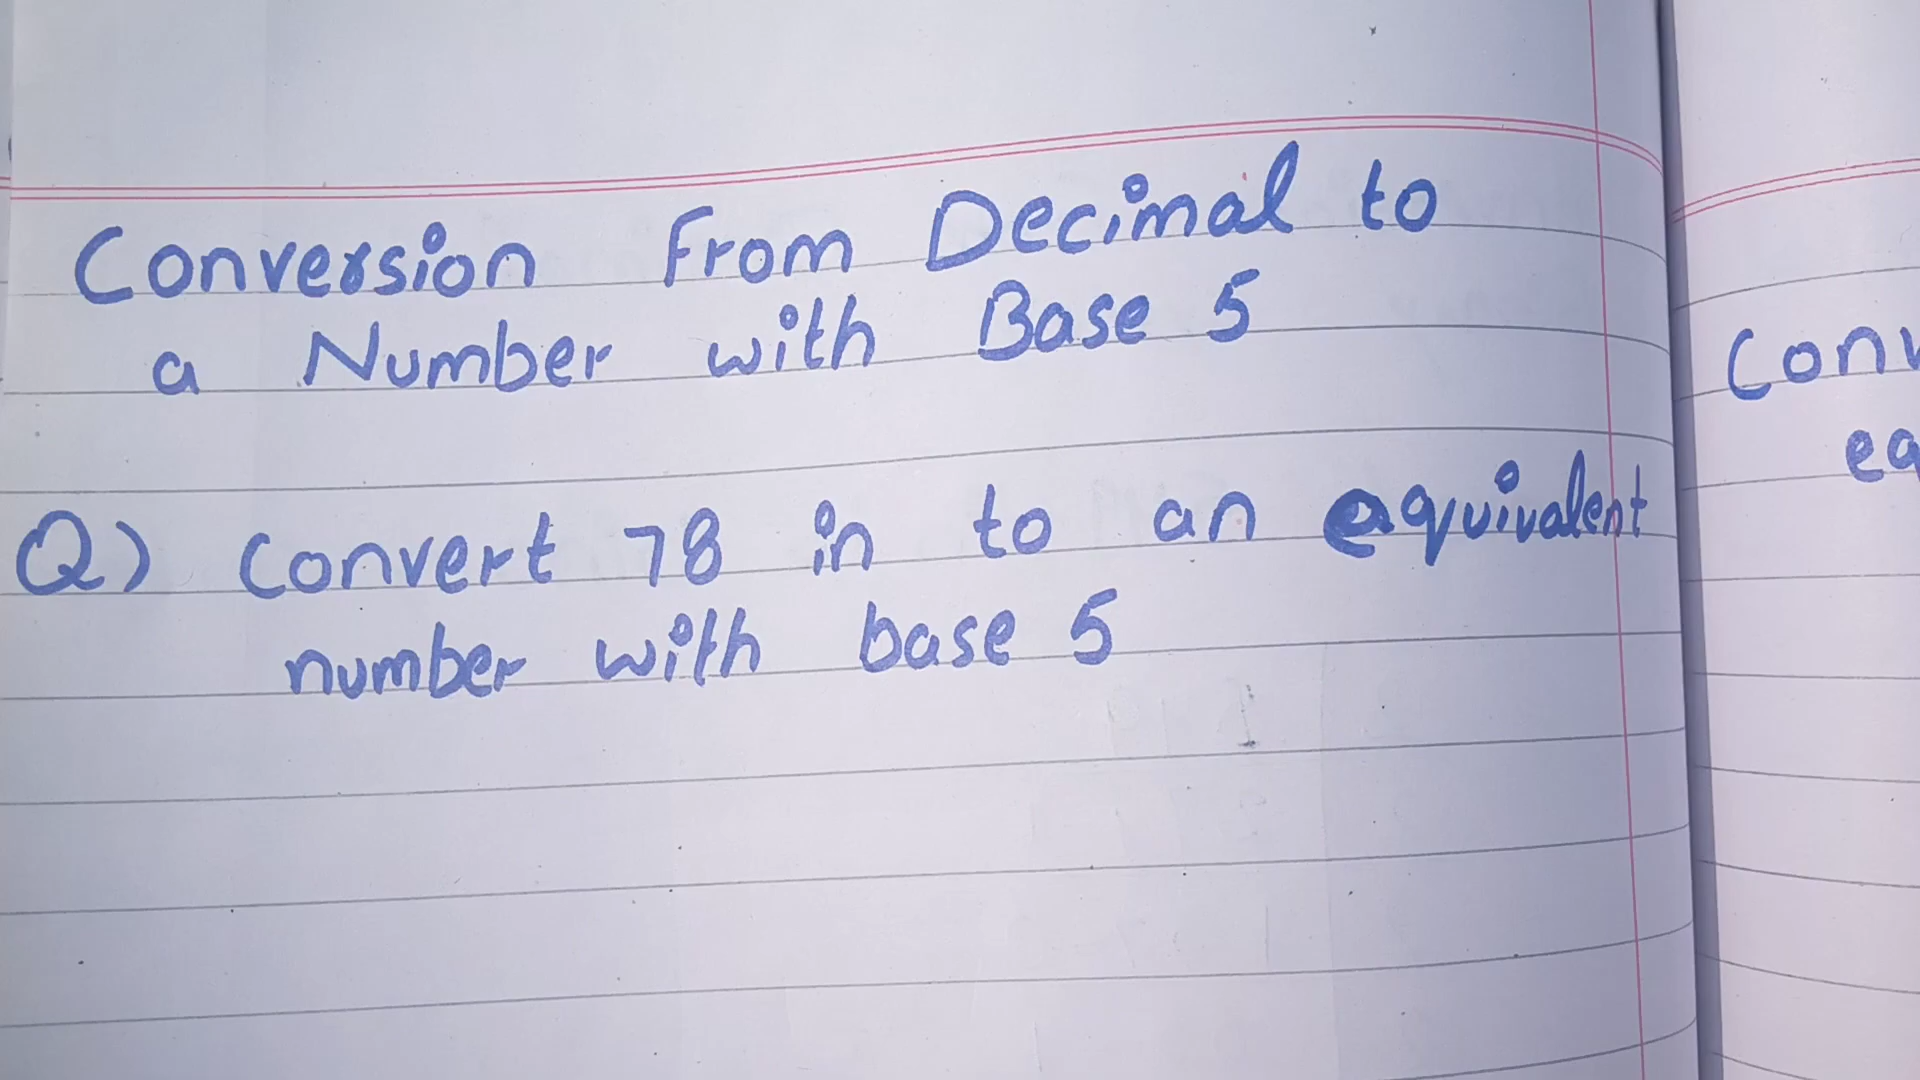 Conversion From Decimal to
a Number with Base 5
Q) Convert 78 in to an equivalent
number with base 5
Conv
eq